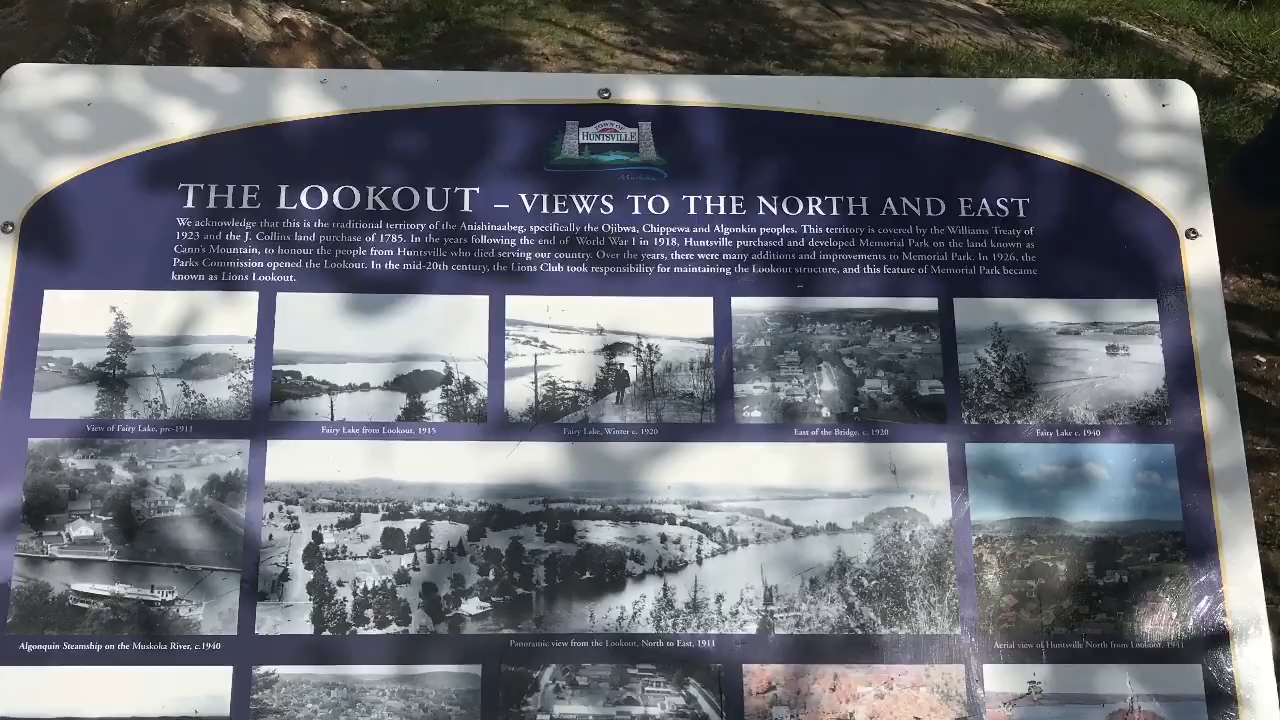 TOWN OF
HUNTSVILLE
Muskoka
THE LOOKOUT – VIEWS TO THE NORTH AND EAST
We acknowledge that this is the traditional territory of the Anishinaabeg, specifically the Ojibwa, Chippewa and Algonkin peoples. This territory is covered by the Williams Treaty of
1923 and the J. Collins land purchase of 1785. In the years following the end of World War I in 1918, Huntsville purchased and developed Memorial Park on the land known as
Cann's Mountain, to honour the people from Huntsville who died serving our country. Over the years, there were many additions and improvements to Memorial Park. In 1926, the
Parks Commission opened the Lookout. In the mid-20th century, the Lions Club took responsibility for maintaining the Lookout structure, and this feature of Memorial Park became
known as Lions Lookout.
View of Fairy Lake, pre-1911
Fairy Lake from Lookout, 1915
Fairy Lake, Winter c. 1920
East of the Bridge, c. 1920
Fairy Lake c. 1940
Algonquin Steamship on the Muskoka River, c.1940
Panoramic view from the Lookout, North to East, 1911
Aerial view of Huntsville North from Lookout, 1941